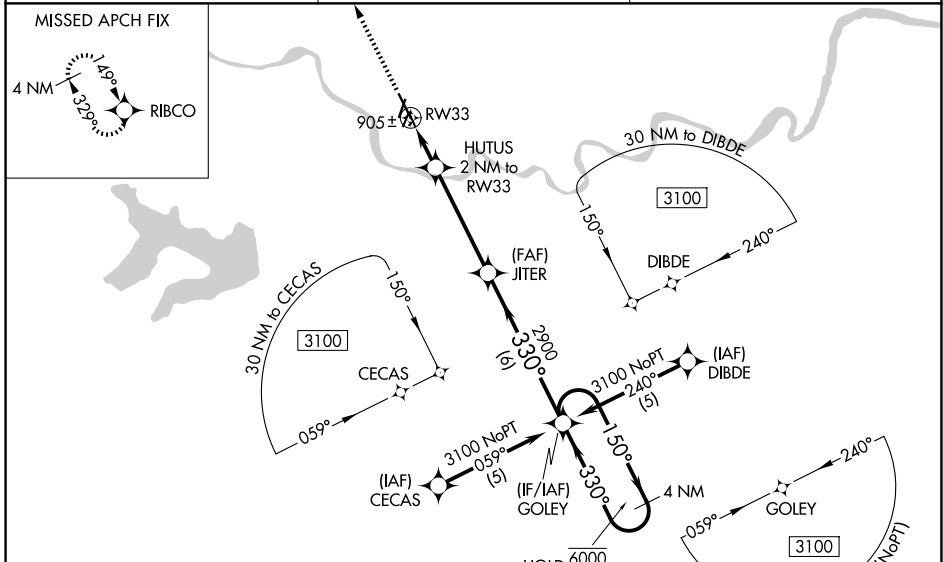 MISSED APCH FIX
4 NM
149°
329°
RIBCO
905±
RW33
HUTUS
2 NM to
RW33
30 NM to DIBDE
3100
150°
240°
DIBDE
(FAF)
JITER
30 NM to CECAS
3100
150°
CECAS
059°
2900
330°
(6)
3100 NoPT
240°
(5)
(IAF)
DIBDE
3100 NoPT
059°
(5)
(IAF)
CECAS
(IF/IAF)
GOLEY
150°
330°
4 NM
6000
240°
GOLEY
059°
3100
(NoPT)